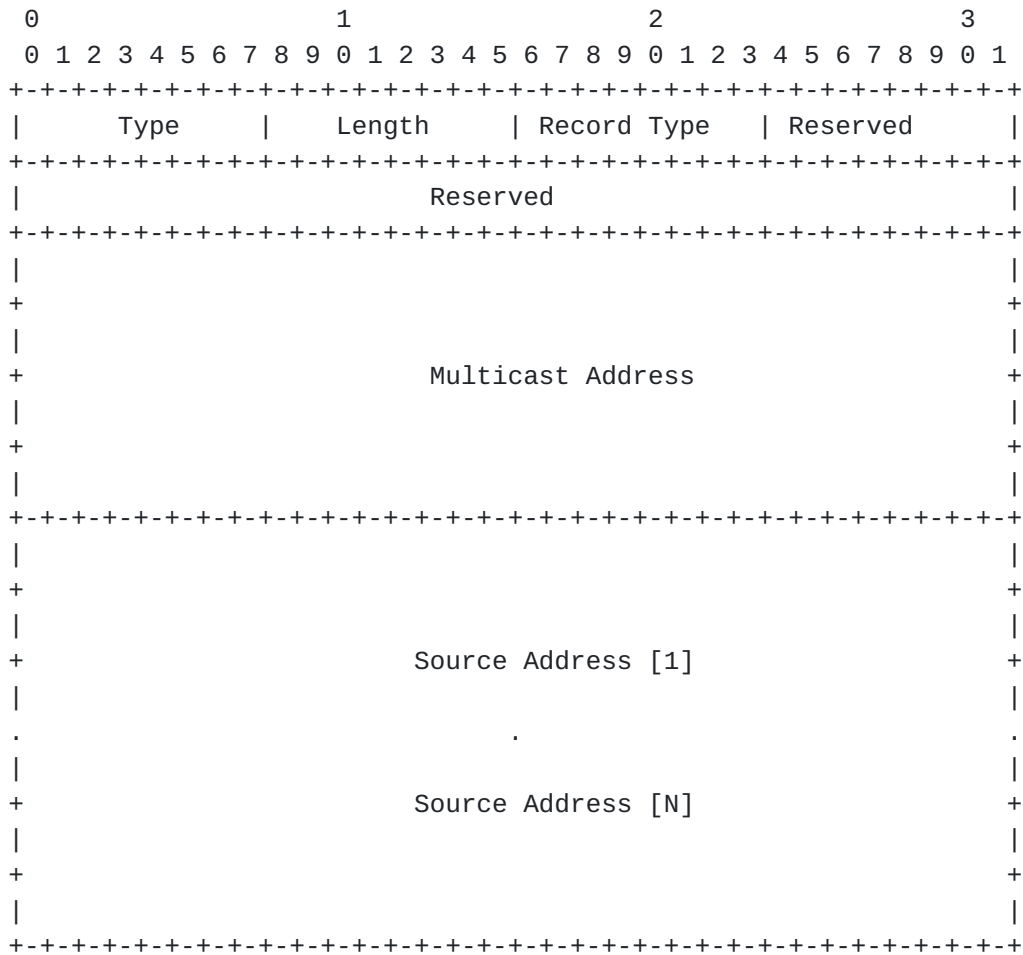 0                   1                   2                   3
 0 1 2 3 4 5 6 7 8 9 0 1 2 3 4 5 6 7 8 9 0 1 2 3 4 5 6 7 8 9 0 1
+-+-+-+-+-+-+-+-+-+-+-+-+-+-+-+-+-+-+-+-+-+-+-+-+-+-+-+-+-+-+-+-+
|      Type     |    Length     | Record Type   | Reserved      |
+-+-+-+-+-+-+-+-+-+-+-+-+-+-+-+-+-+-+-+-+-+-+-+-+-+-+-+-+-+-+-+-+
|                          Reserved                             |
+-+-+-+-+-+-+-+-+-+-+-+-+-+-+-+-+-+-+-+-+-+-+-+-+-+-+-+-+-+-+-+-+
|                                                               |
+                                                               +
|                                                               |
+                          Multicast Address                    +
|                                                               |
+                                                               +
|                                                               |
+-+-+-+-+-+-+-+-+-+-+-+-+-+-+-+-+-+-+-+-+-+-+-+-+-+-+-+-+-+-+-+-+
|                                                               |
+                                                               +
|                                                               |
+                         Source Address [1]                    +
|                                                               |
.                               .                               .
|                                                               |
+                         Source Address [N]                    +
|                                                               |
+                                                               +
|                                                               |
+-+-+-+-+-+-+-+-+-+-+-+-+-+-+-+-+-+-+-+-+-+-+-+-+-+-+-+-+-+-+-+-+